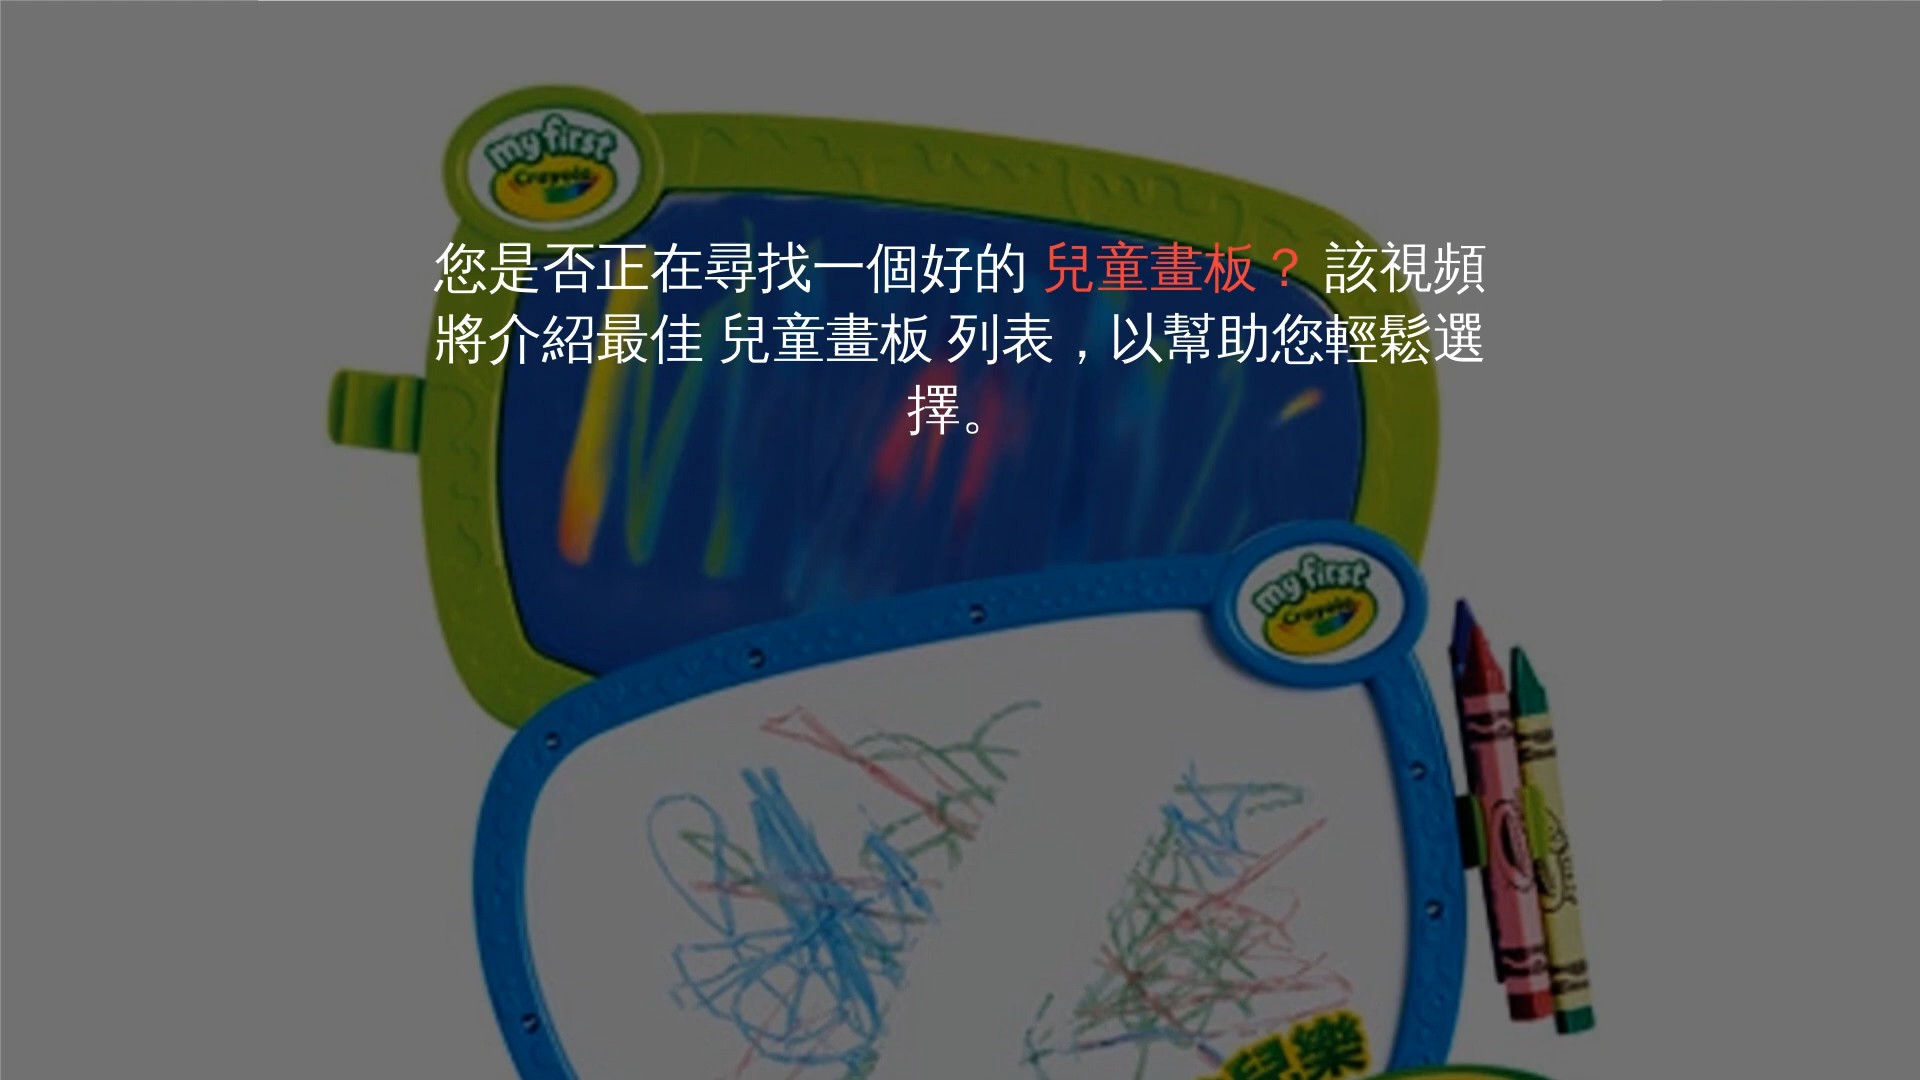 my first
Crayola
您是否正在尋找一個好的 兒童畫板？ 該視頻
將介紹最佳 兒童畫板 列表，以幫助您輕鬆選
擇。
my first
Crayola
兒樂